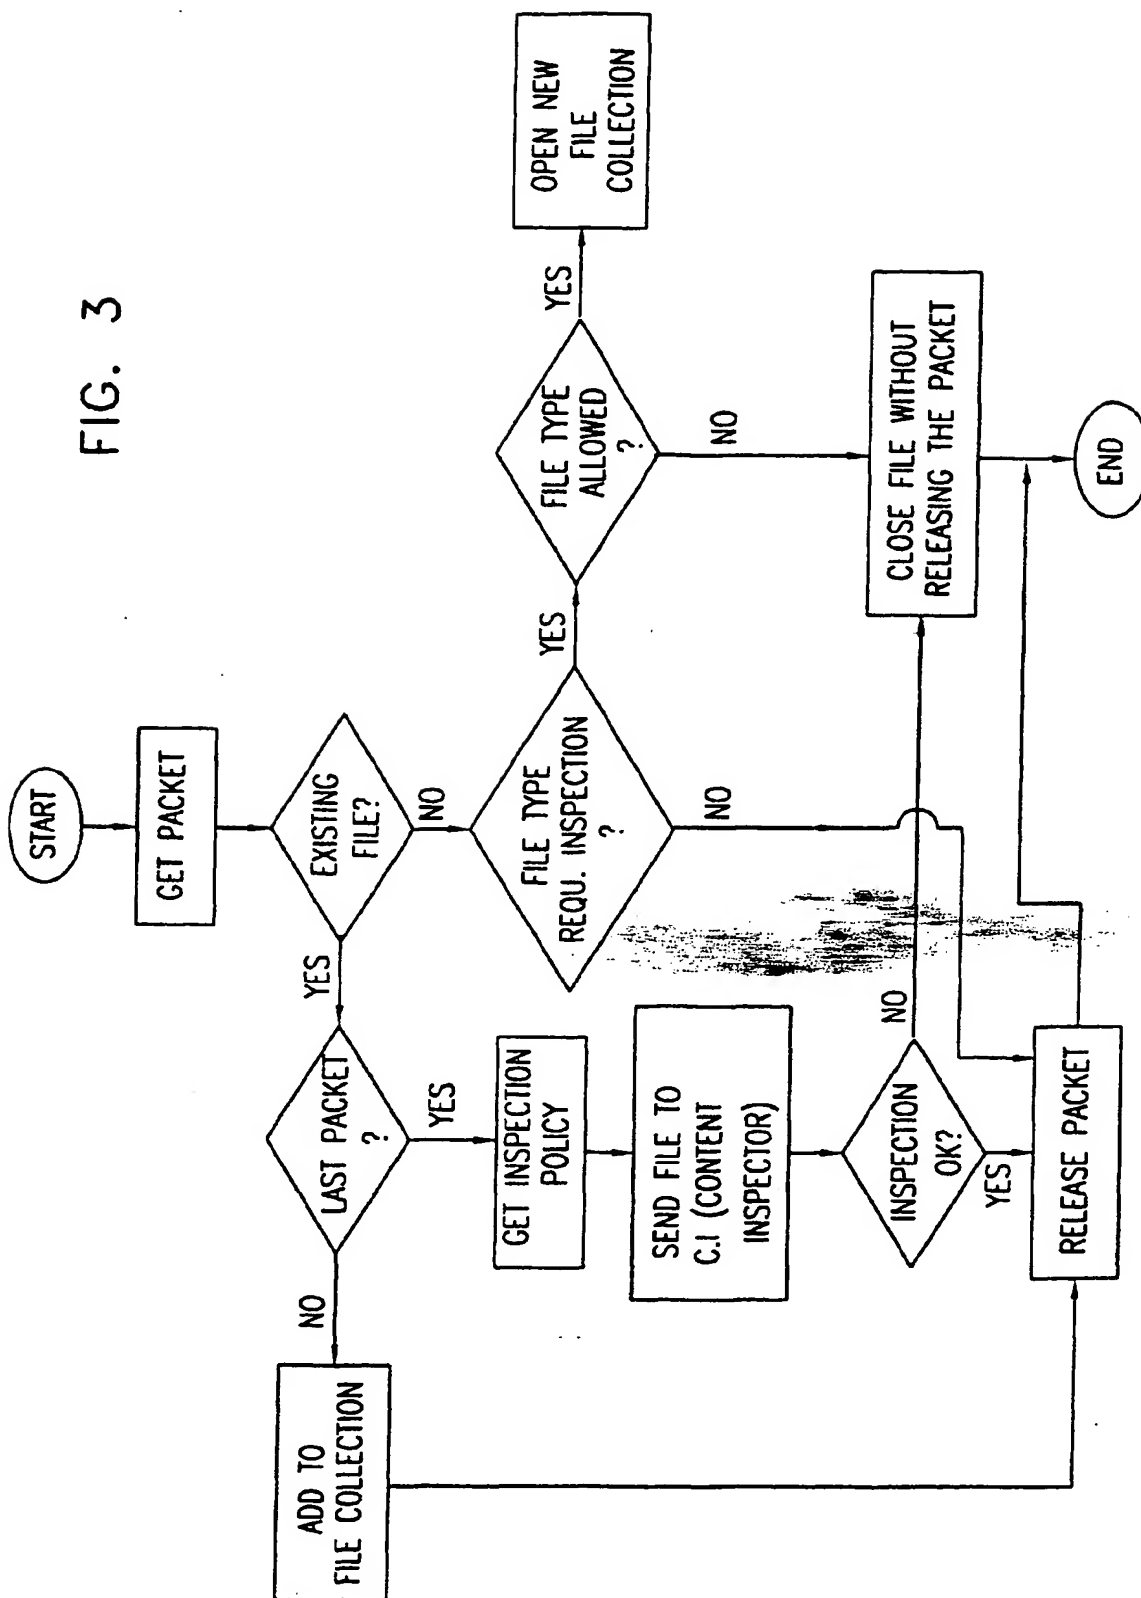 FIG. 3
START
GET PACKET
EXISTING
FILE?
YES
NO
LAST PACKET
?
NO
YES
ADD TO
FILE COLLECTION
GET INSPECTION
POLICY
SEND FILE TO
C.I (CONTENT
INSPECTOR)
INSPECTION
OK?
NO
YES
RELEASE PACKET
FILE TYPE
REQU. INSPECTION
?
YES
NO
FILE TYPE
ALLOWED
?
YES
NO
OPEN NEW
FILE
COLLECTION
CLOSE FILE WITHOUT
RELEASING THE PACKET
END